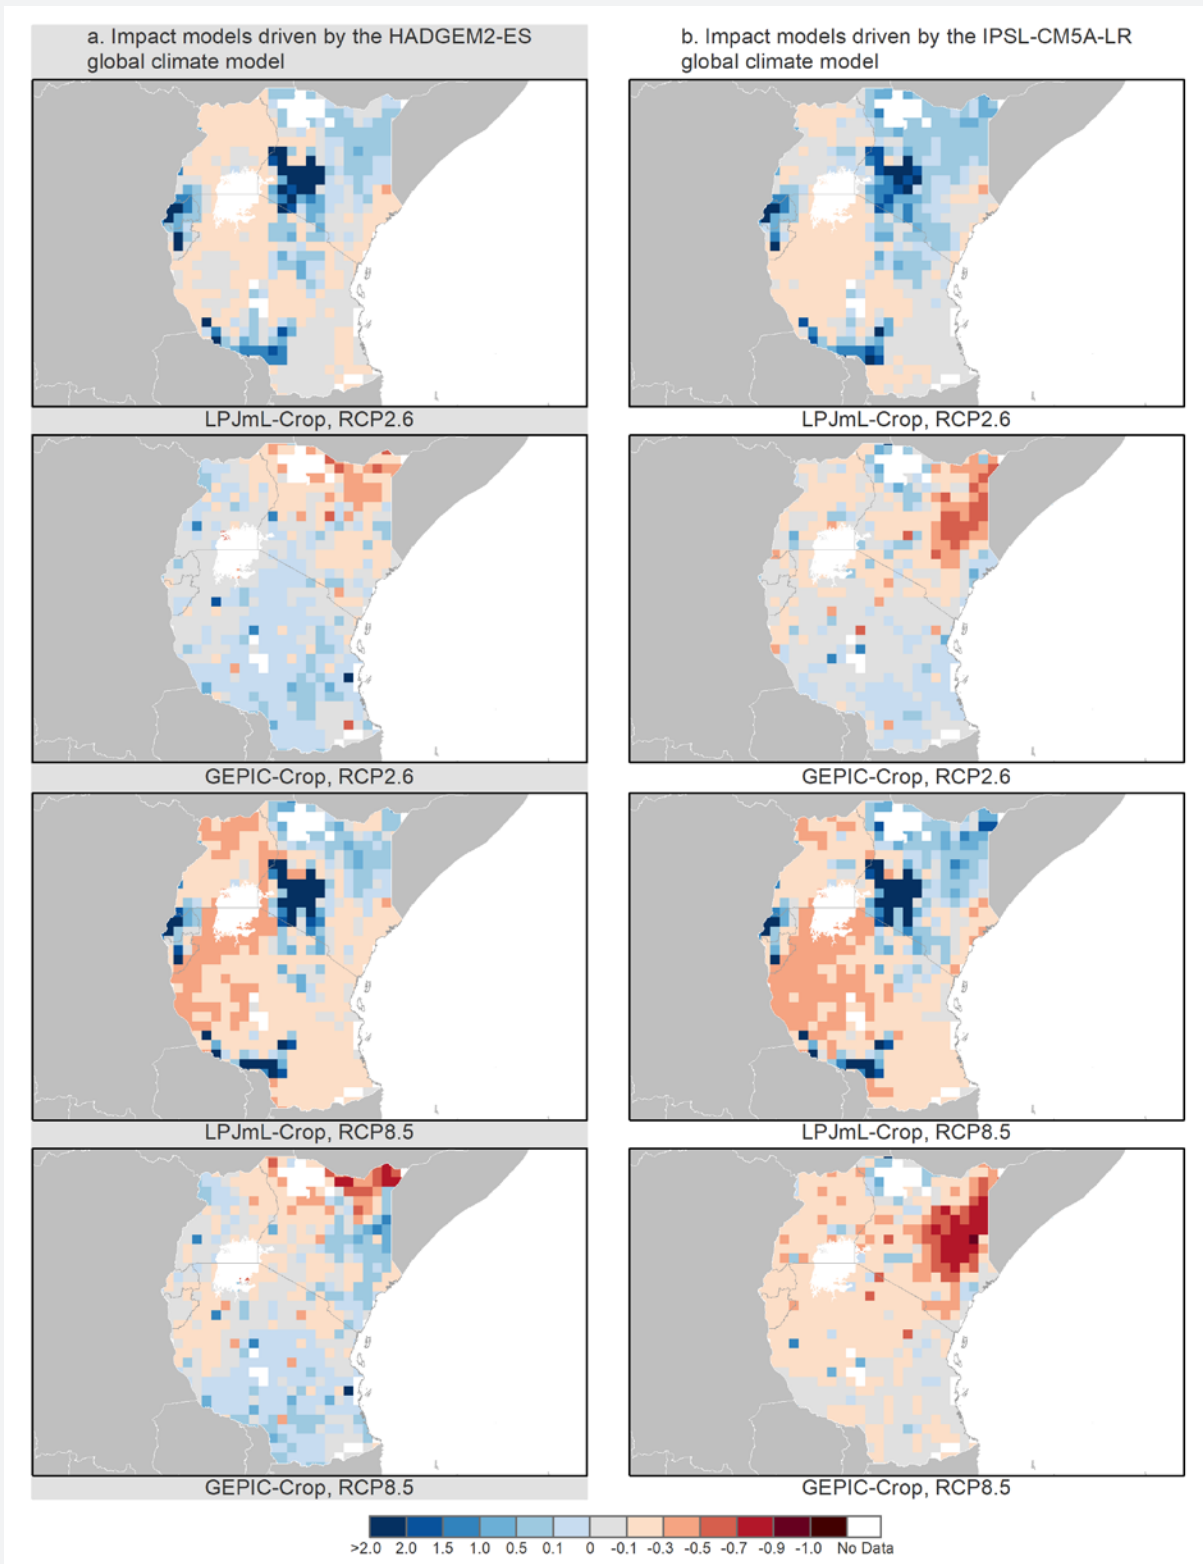 a. Impact models driven by the HADGEM2-ES
global climate model
b. Impact models driven by the IPSL-CM5A-LR
global climate model
LPJmL-Crop, RCP2.6
LPJmL-Crop, RCP2.6
GEPIC-Crop, RCP2.6
GEPIC-Crop, RCP2.6
LPJmL-Crop, RCP8.5
LPJmL-Crop, RCP8.5
GEPIC-Crop, RCP8.5
GEPIC-Crop, RCP8.5
>2.0 2.0 1.5 1.0 0.5 0.1 0 -0.1 -0.3 -0.5 -0.7 -0.9 -1.0 No Data